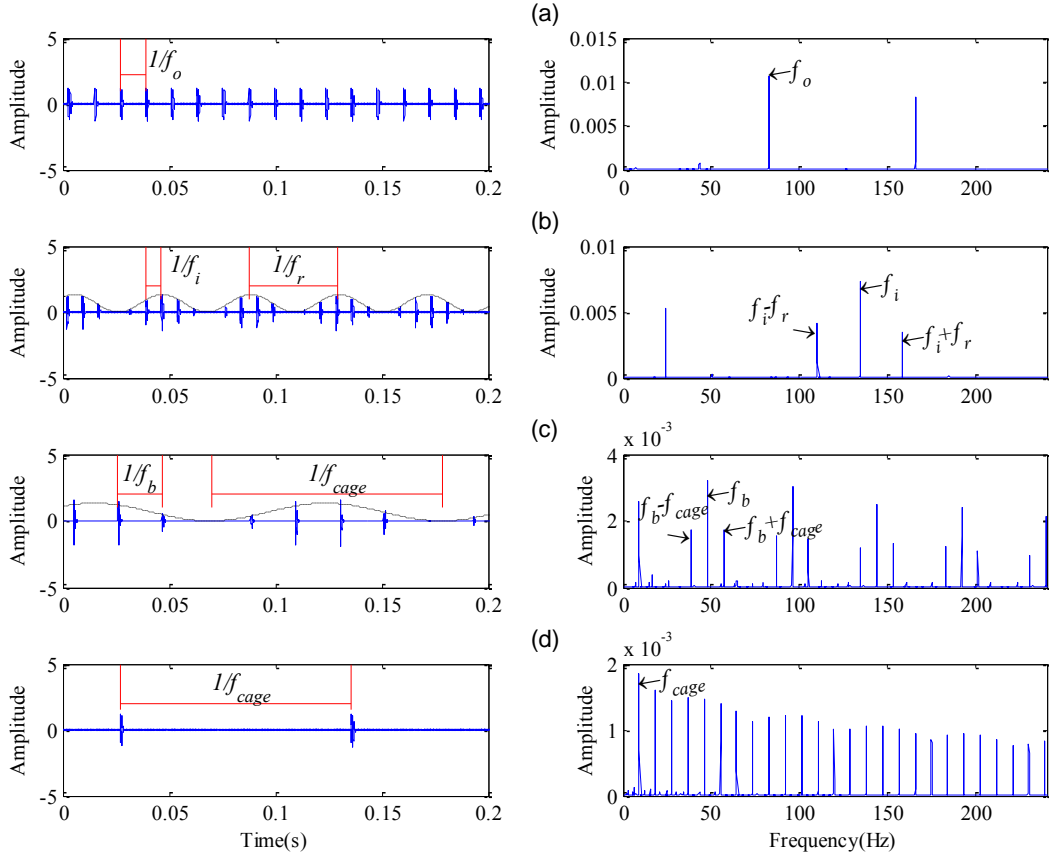 (a)
5
0
-5
Amplitude
1/f_o
0 0.05 0.1 0.15 0.2
0.015
0.01
0.005
0
Amplitude
f_o
0 50 100 150 200
(b)
5
0
-5
Amplitude
1/f_i
1/f_r
0 0.05 0.1 0.15 0.2
0.01
0.005
0
Amplitude
f_i-f_r
f_i
f_i+f_r
0 50 100 150 200
(c)
5
0
-5
Amplitude
1/f_b
1/f_cage
0 0.05 0.1 0.15 0.2
x 10^-3
4
2
0
Amplitude
f_b-f_cage
f_b
f_b+f_cage
0 50 100 150 200
(d)
5
0
-5
Amplitude
1/f_cage
0 0.05 0.1 0.15 0.2
Time(s)
x 10^-3
2
1
0
Amplitude
f_cage
0 50 100 150 200
Frequency(Hz)